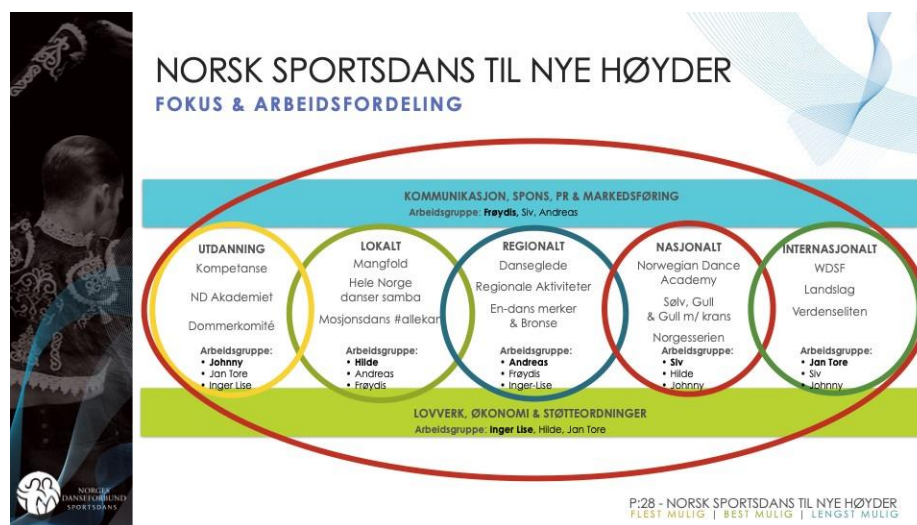 NORSK SPORTSDANS TIL NYE HØYDER
FOKUS & ARBEIDSFORDELING
KOMMUNIKASJON, SPONS, PR & MARKEDSFØRING
Arbeidsgruppe: Frøydis, Siv, Andreas
UTDANNING
Kompetanse
ND Akademiet
Dommerkomité
Arbeidsgruppe:
• Johnny
• Jan Tore
• Inger Lise
LOKALT
Mangfold
Hele Norge
danser samba
Mosjonsdans #allekan
Arbeidsgruppe:
• Hilde
• Andreas
• Frøydis
REGIONALT
Danseglede
Regionale Aktiviteter
En-dans merker
& Bronse
Arbeidsgruppe:
• Andreas
• Frøydis
• Inger-Lise
NASJONALT
Norwegian Dance
Academy
Sølv, Gull
& Gull m/ krans
Norgesserien
Arbeidsgruppe:
• Siv
• Hilde
• Johnny
INTERNASJONALT
WDSF
Landslag
Verdenseliten
Arbeidsgruppe:
• Jan Tore
• Siv
• Johnny
LOVVERK, ØKONOMI & STØTTEORDNINGER
Arbeidsgruppe: Inger Lise, Hilde, Jan Tore
NORGES
DANSEFORBUND
SPORTSDANS
P:28 - NORSK SPORTSDANS TIL NYE HØYDER
FLEST MULIG | BEST MULIG | LENGST MULIG